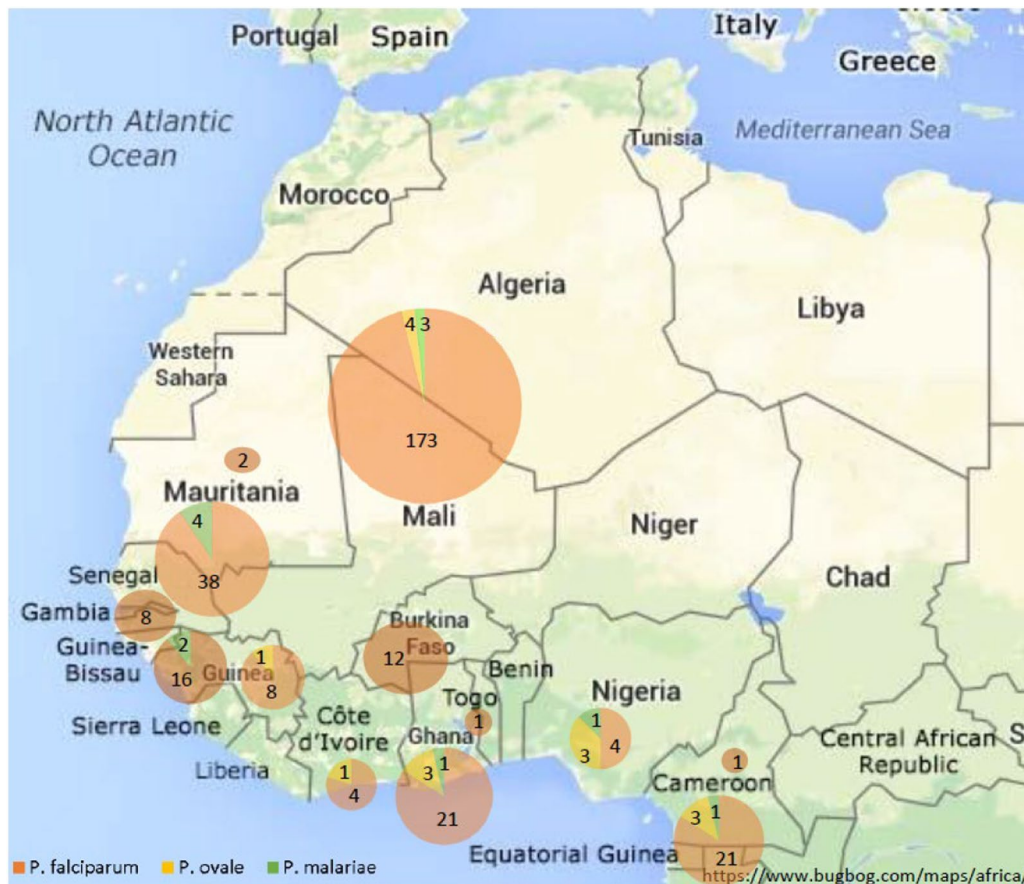 Portugal
Spain
Italy
Greece
North Atlantic
Ocean
Tunisia
Mediterranean Sea
Morocco
Algeria
Libya
4
3
Western
Sahara
173
2
Mauritania
Mali
Niger
4
Chad
Senegal
38
Gambia
8
Burkina
Faso
Guinea-
Bissau
2
16
Guinea
1
8
12
Benin
Togo
Nigeria
Sierra Leone
Côte
d'Ivoire
Ghana
1
1
4
3
Central African
Republic
S
Liberia
1
4
3
1
21
1
Cameroon
3
1
Equatorial Guinea
21
P. falciparum
P. ovale
P. malariae
https://www.bugbog.com/maps/africa/